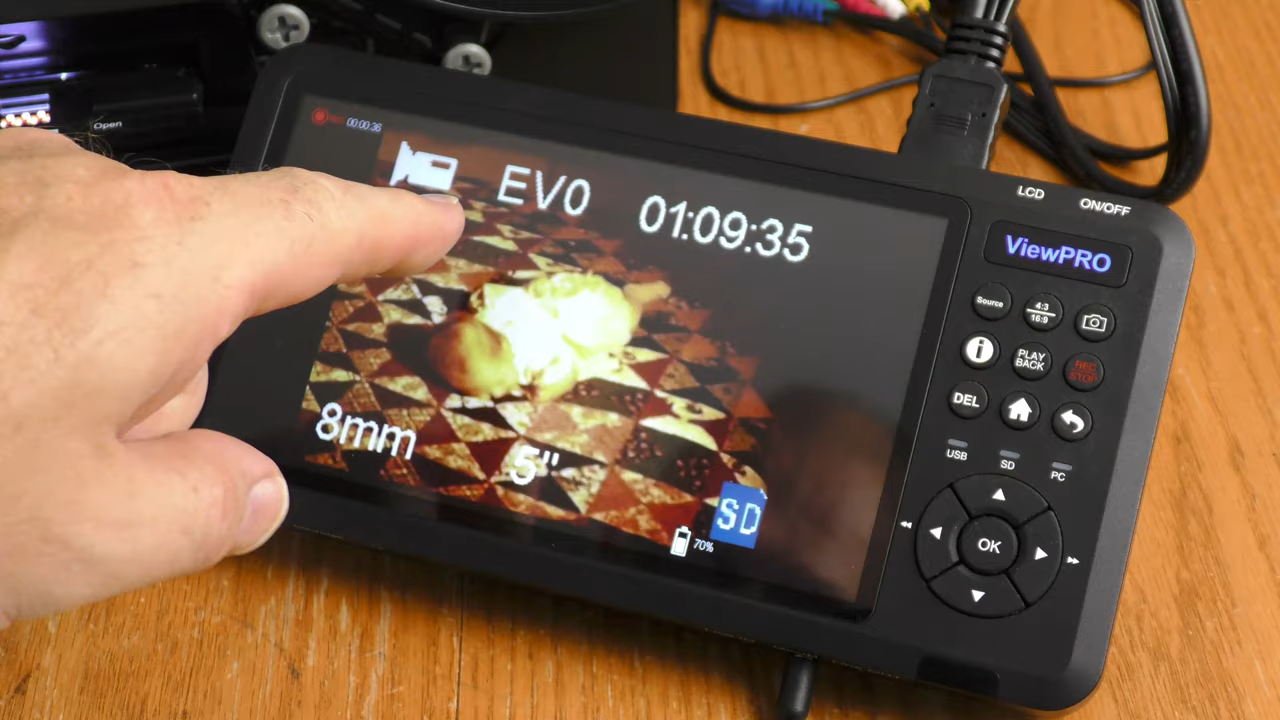 Open
00:00:36
EV0
01:09:35
8mm
5"
SD
70%
LCD
ON/OFF
ViewPRO
Source
4:3
16:9
i
PLAY
BACK
REC
STOP
DEL
USB
SD
PC
OK